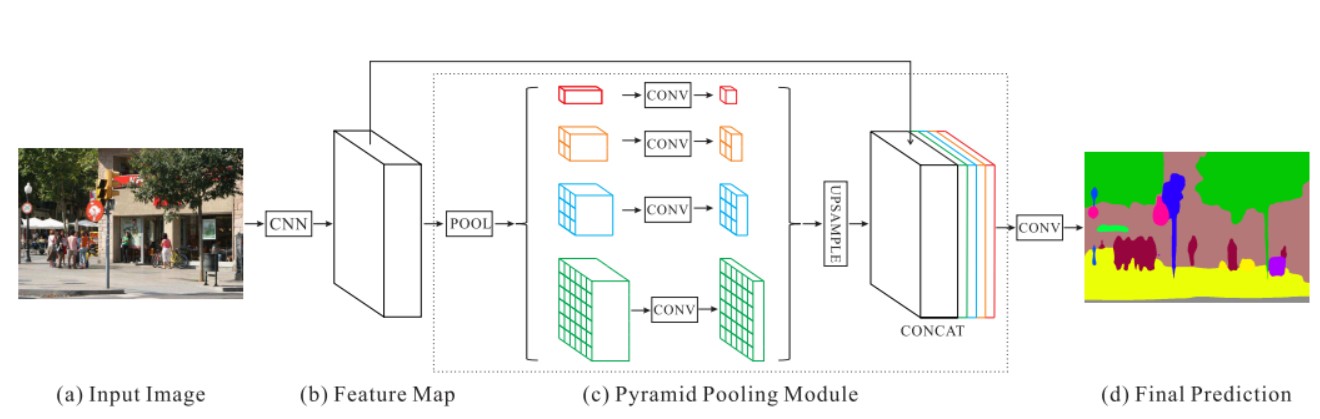 CNN
POOL
CONV
CONV
CONV
CONV
UPSAMPLE
CONCAT
CONV
(a) Input Image
(b) Feature Map
(c) Pyramid Pooling Module
(d) Final Prediction